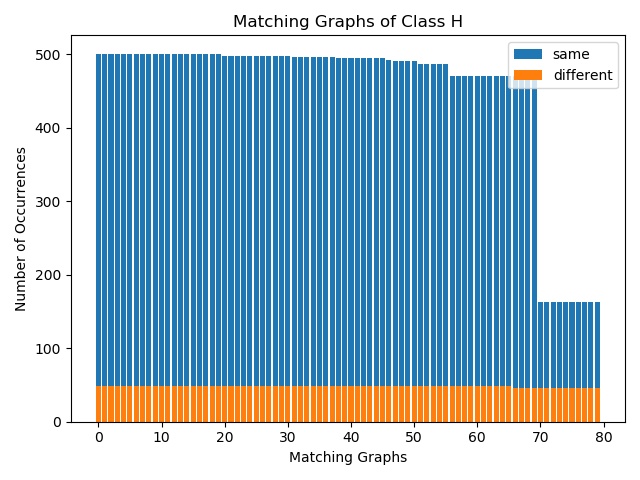 Matching Graphs of Class H
same
different
Number of Occurrences
500
400
300
200
100
0
0 10 20 30 40 50 60 70 80
Matching Graphs